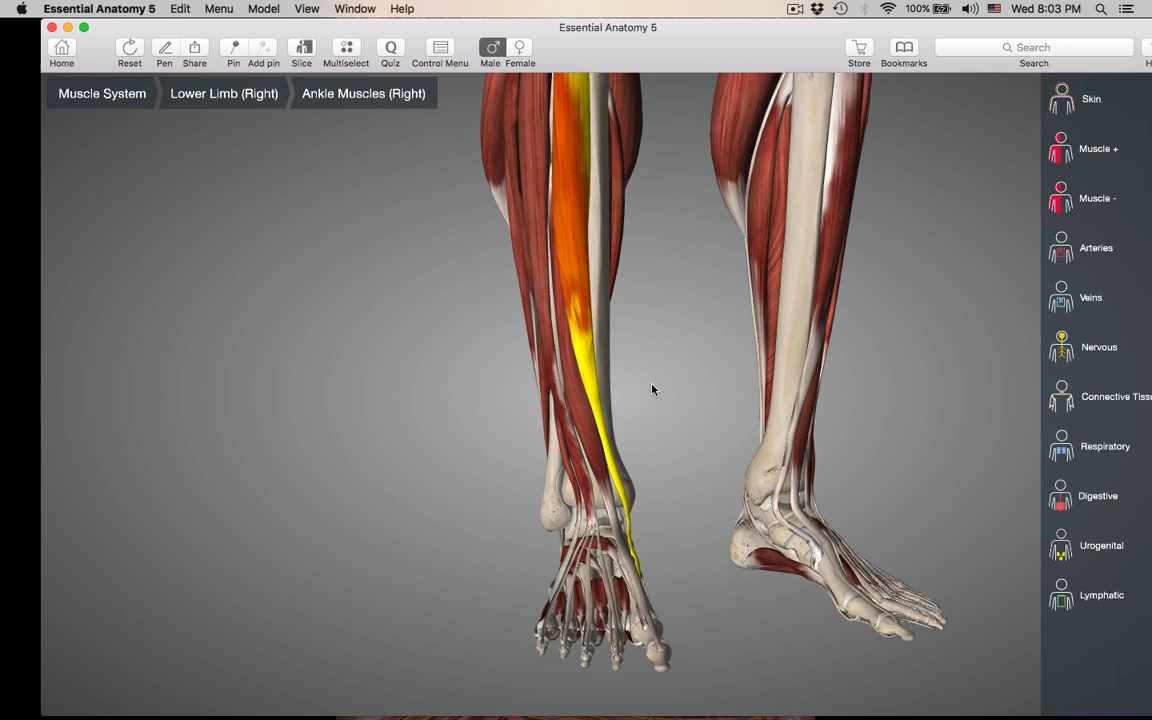 Essential Anatomy 5 Edit Menu Model View Window Help 100% Wed 8:03 PM
Essential Anatomy 5
Home Reset Pen Share Pin Add pin Slice Multiselect Quiz Control Menu Male Female Store Bookmarks Search
Search
Muscle System Lower Limb (Right) Ankle Muscles (Right)
Skin
Muscle +
Muscle -
Arteries
Veins
Nervous
Connective
Respiratory
Digestive
Urogenital
Lymphatic